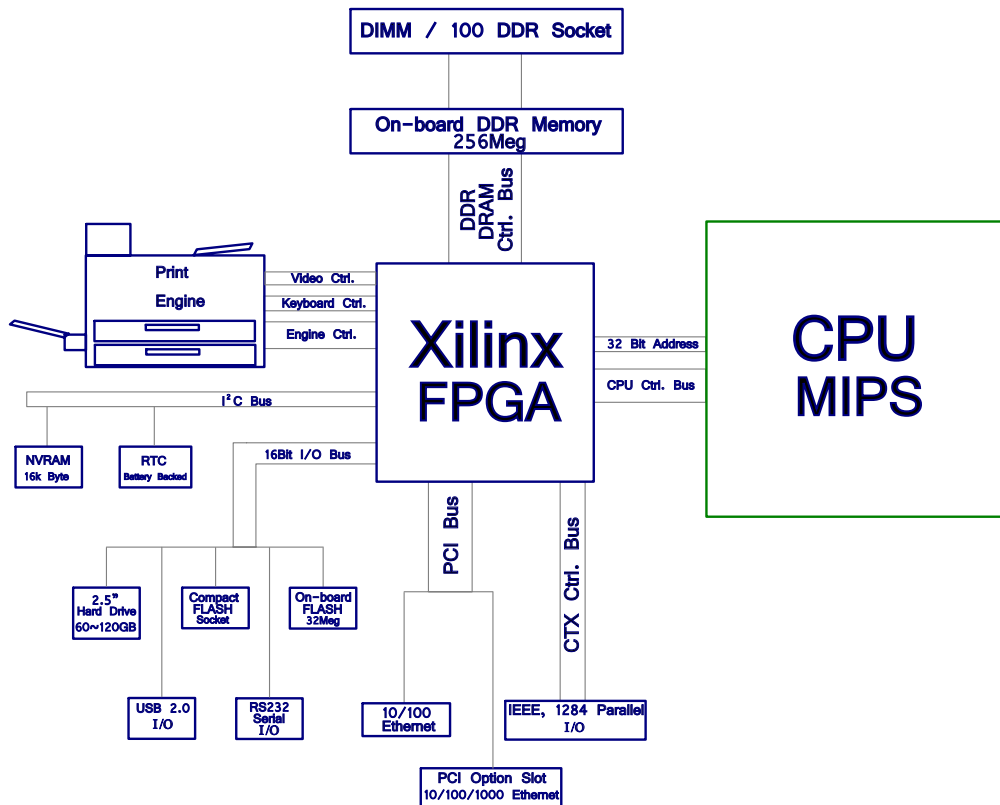 DIMM / 100 DDR Socket
On-board DDR Memory
256Meg
DDR
DRAM
Ctrl. Bus
Print
Engine
Video Ctrl.
Keyboard Ctrl.
Engine Ctrl.
Xilinx
FPGA
32 Bit Address
CPU Ctrl. Bus
CPU
MIPS
I²C Bus
NVRAM
16k Byte
RTC
Battery Backed
16Bit I/O Bus
PCI Bus
CTX Ctrl. Bus
2.5"
Hard Drive
60~120GB
Compact
FLASH
Socket
On-board
FLASH
32Meg
USB 2.0
I/O
RS232
Serial
I/O
10/100
Ethernet
IEEE, 1284 Parallel
I/O
PCI Option Slot
10/100/1000 Ethernet